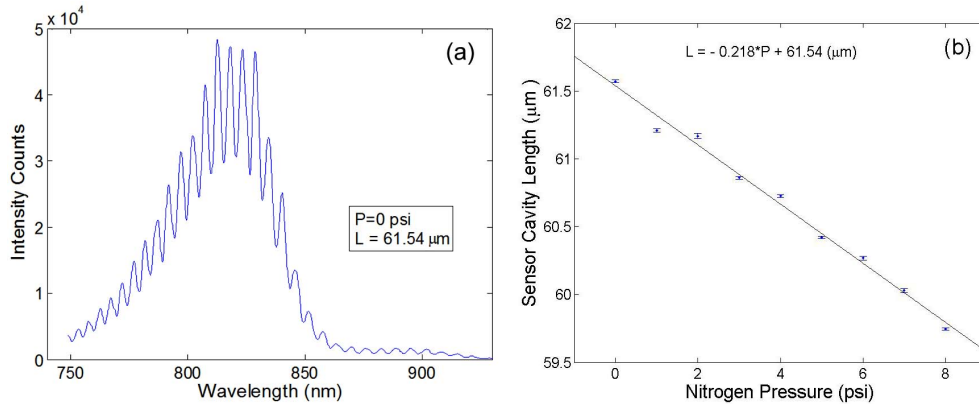 x 10⁴
5
4
3
2
1
0
Intensity Counts
(a)
P=0 psi
L = 61.54 μm
750
800
850
900
Wavelength (nm)
62
61.5
61
60.5
60
59.5
Sensor Cavity Length (μm )
L = - 0.218*P + 61.54 (μm)
(b)
0
2
4
6
8
Nitrogen Pressure (psi)